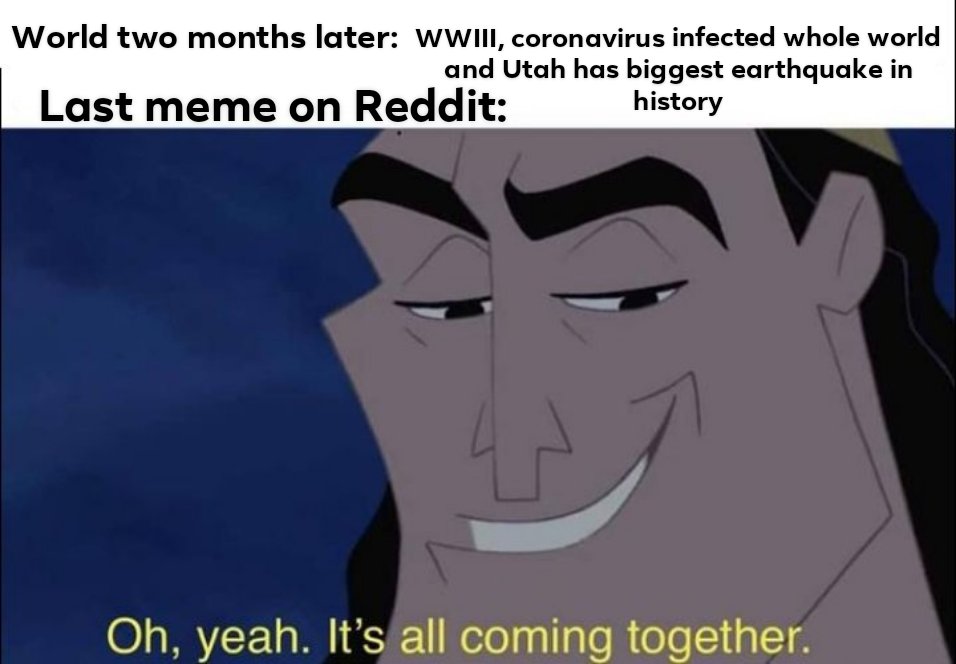 World two months later: WWIII, coronavirus infected whole world
and Utah has biggest earthquake in
history
Last meme on Reddit:
Oh, yeah. It's all coming together.